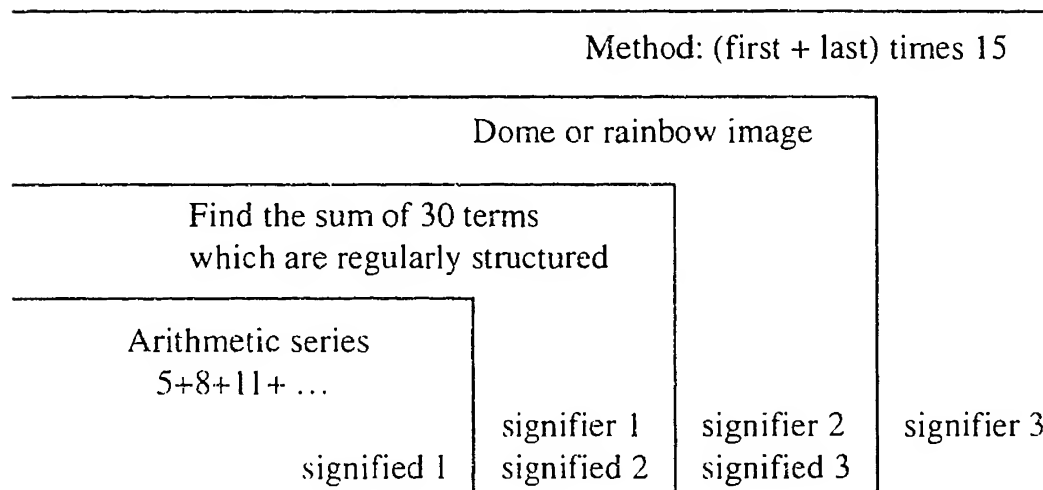 Method: (first + last) times 15
Dome or rainbow image
Find the sum of 30 terms
which are regularly structured
Arithmetic series
5+8+11+ ...
signifier 1 signifier 2 signifier 3
signified 1 signified 2 signified 3